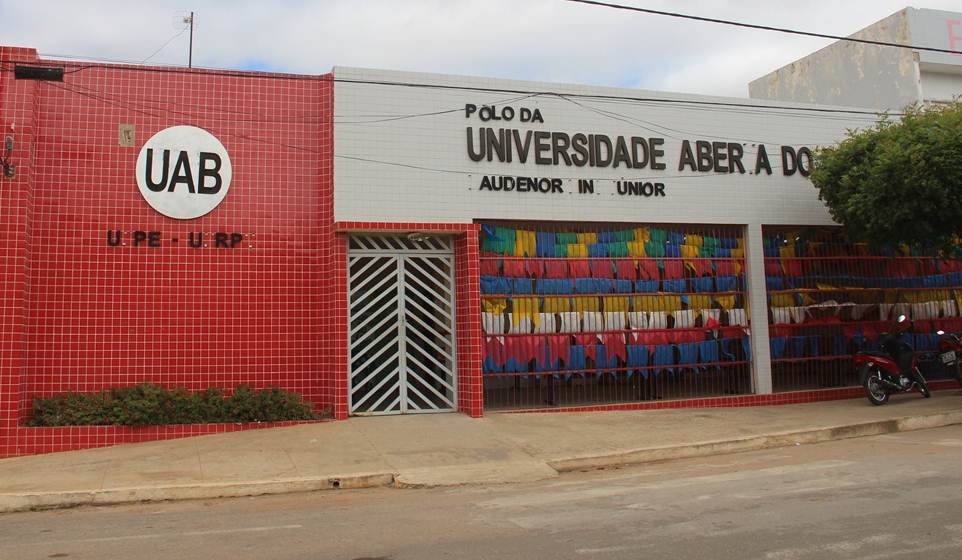 UAB
U PE - U RP
POLO DA
UNIVERSIDADE ABER A DO
AUDENOR IN UNIOR